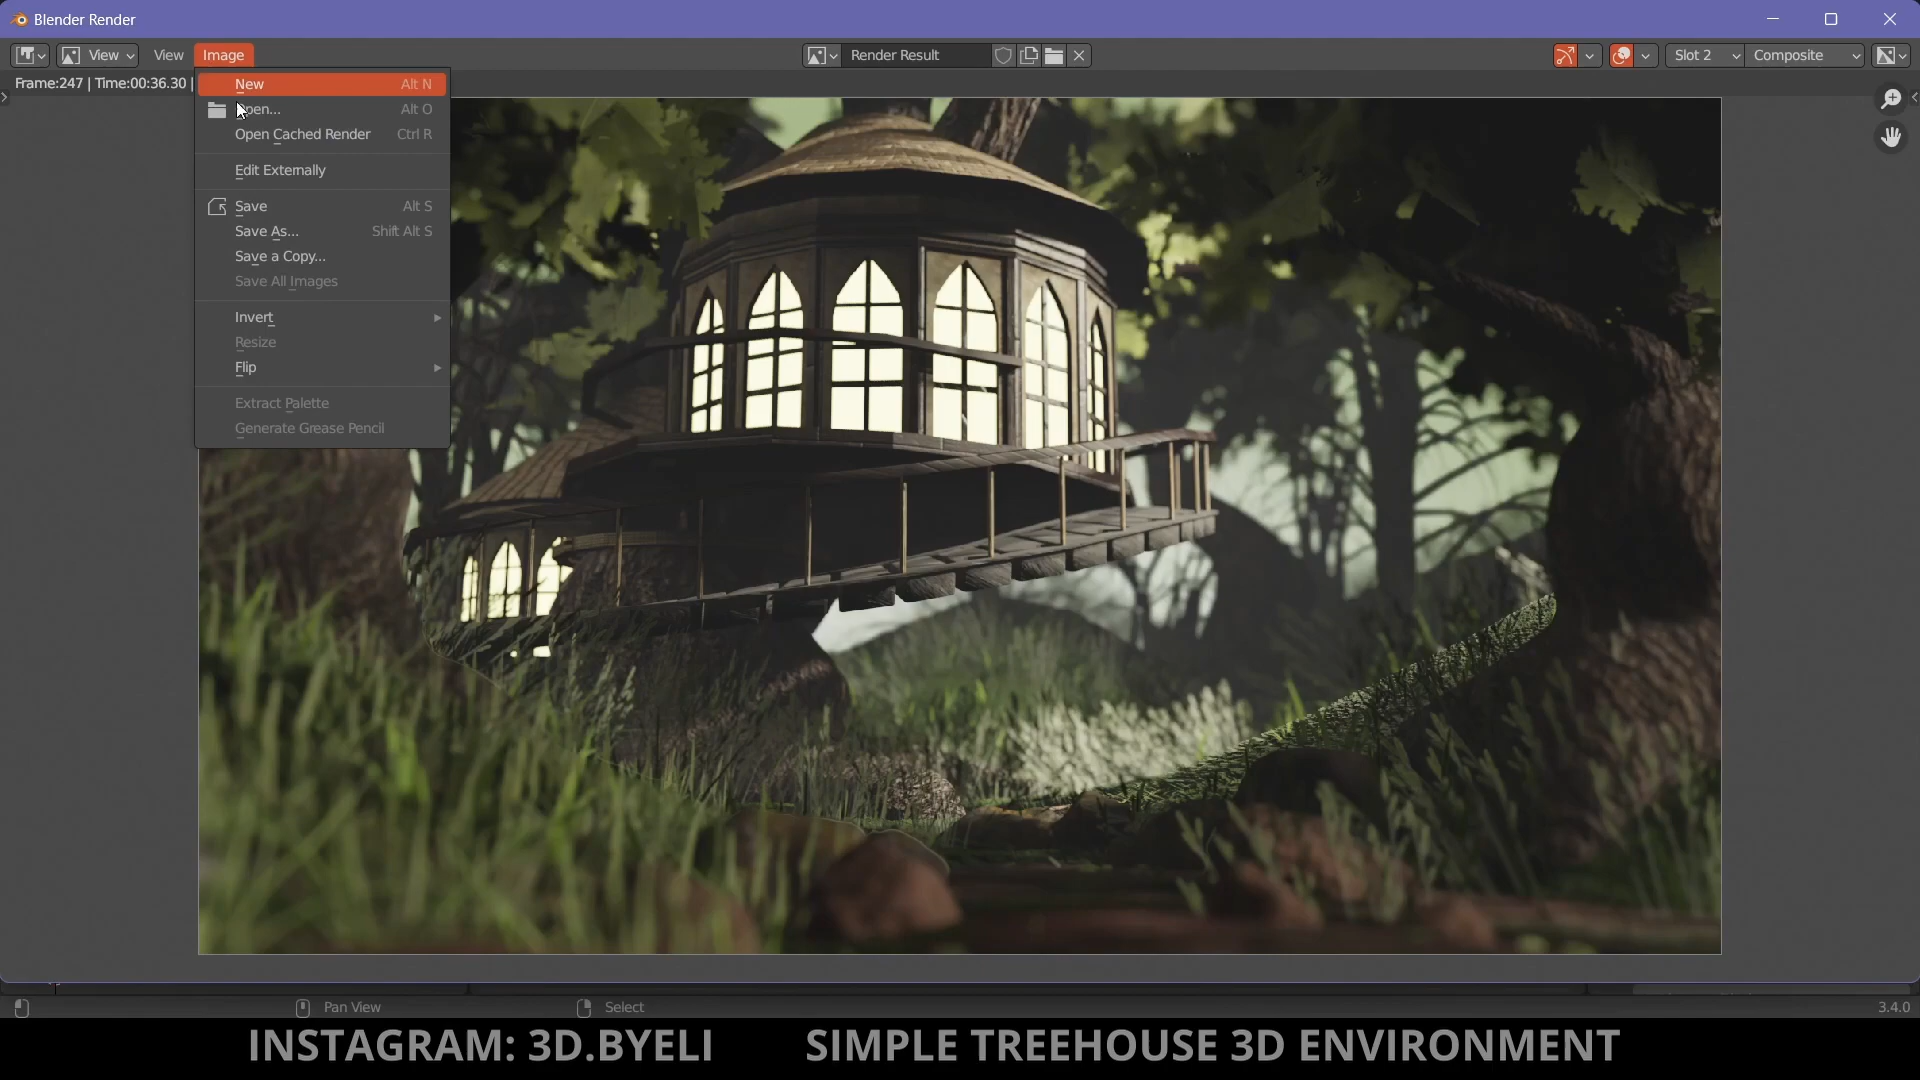 Blender Render
View View Image Render Result Slot 2 Composite
Frame:247 | Time:00:36.30 |
New Alt N
pen... Alt O
Open Cached Render Ctrl R
Edit Externally
Save Alt S
Save As... Shift Alt S
Save a Copy...
Save All Images
Invert
Resize
Flip
Extract Palette
Generate Grease Pencil
Pan View Select 3.4.0
INSTAGRAM: 3D.BYELI SIMPLE TREEHOUSE 3D ENVIRONMENT